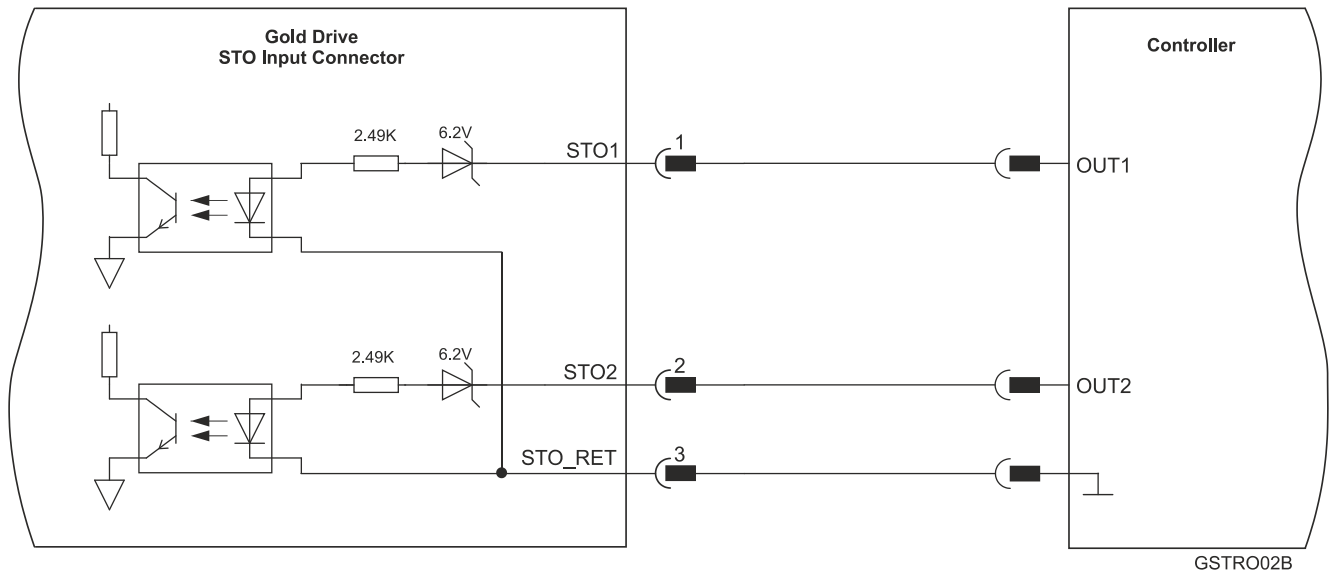 Gold Drive
STO Input Connector
Controller
2.49K
6.2V
STO1
1
OUT1
2.49K
6.2V
STO2
2
OUT2
STO_RET
3
GSTRO02B